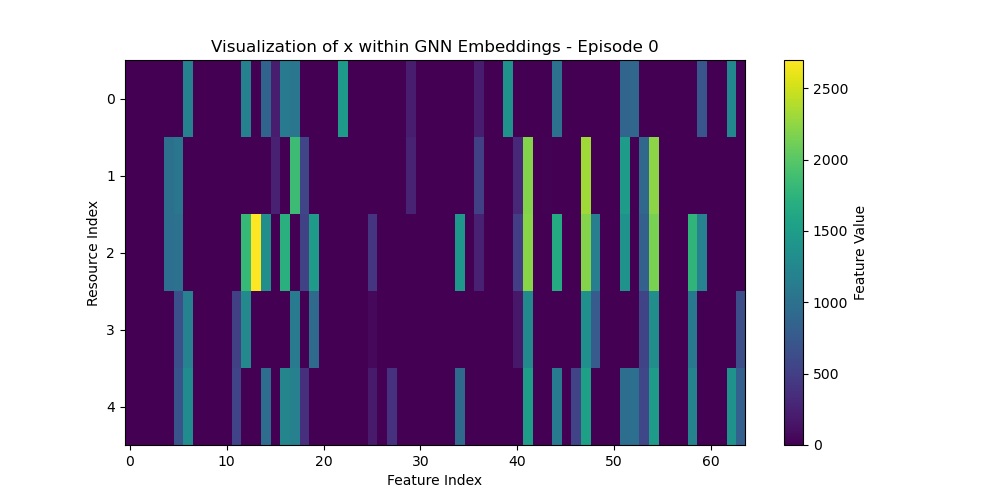 Visualization of x within GNN Embeddings - Episode 0
Resource Index
0
1
2
3
4
0 10 20 30 40 50 60
Feature Index
2500
2000
1500
1000
500
0
Feature Value